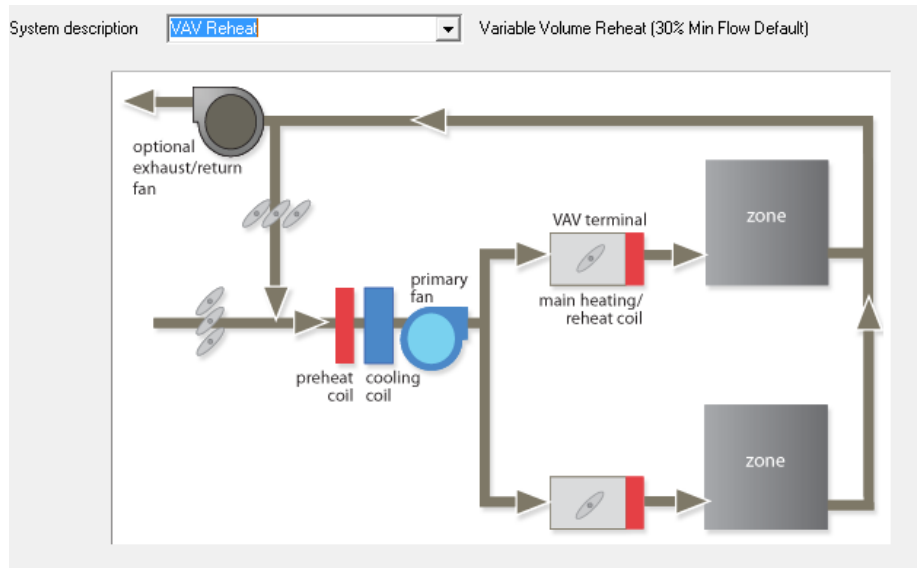 System description VAV Reheat Variable Volume Reheat (30% Min Flow Default)
optional
exhaust/return
fan
VAV terminal
zone
primary
fan
main heating/
reheat coil
preheat
coil
cooling
coil
zone